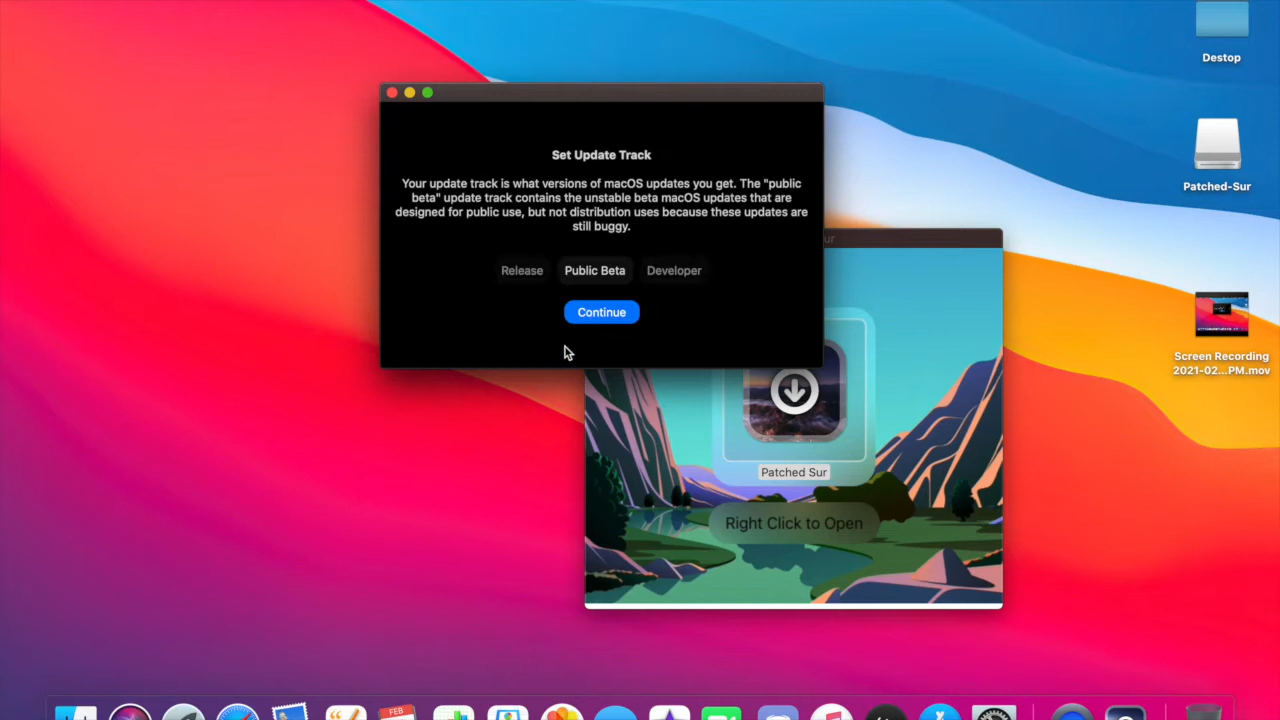 Destop
Set Update Track
Your update track is what versions of macOS updates you get. The "public
beta" update track contains the unstable beta macOS updates that are
designed for public use, but not distribution uses because these updates are
still buggy.
Release
Public Beta
Developer
Continue
Patched-Sur
ur
Screen Recording
2021-02...PM.mov
Patched Sur
Right Click to Open
FEB